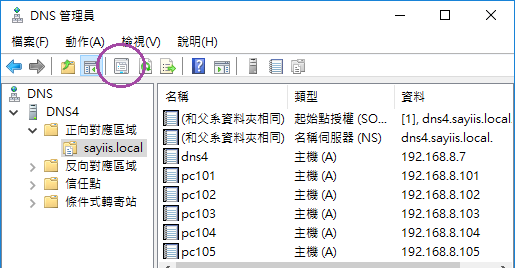 DNS 管理員
檔案(F) 動作(A) 檢視(V) 說明(H)
DNS
DNS4
正向對應區域
sayiis.local
反向對應區域
信任點
條件式轉寄站
名稱 類型 資料
(和父系資料夾相同) 起始點授權 (SO... [1], dns4.sayiis.local.
(和父系資料夾相同) 名稱伺服器 (NS) dns4.sayiis.local.
dns4 主機 (A) 192.168.8.7
pc101 主機 (A) 192.168.8.101
pc102 主機 (A) 192.168.8.102
pc103 主機 (A) 192.168.8.103
pc104 主機 (A) 192.168.8.104
pc105 主機 (A) 192.168.8.105